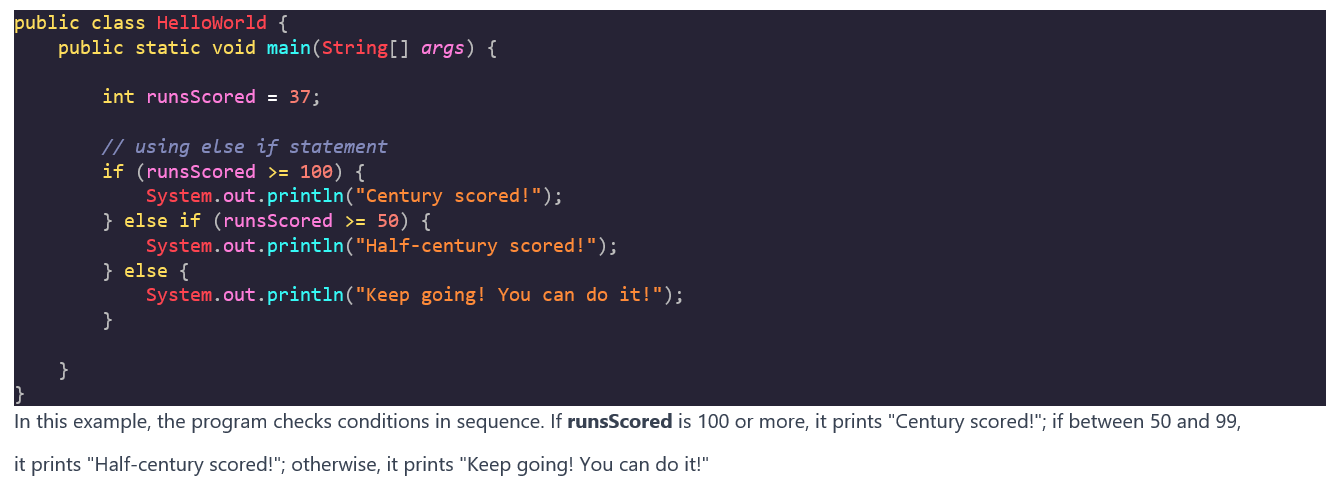 public class HelloWorld {
    public static void main(String[] args) {
        int runsScored = 37;
        // using else if statement
        if (runsScored >= 100) {
            System.out.println("Century scored!");
        } else if (runsScored >= 50) {
            System.out.println("Half-century scored!");
        } else {
            System.out.println("Keep going! You can do it!");
        }
    }
}
In this example, the program checks conditions in sequence. If runsScored is 100 or more, it prints "Century scored!"; if between 50 and 99,
it prints "Half-century scored!"; otherwise, it prints "Keep going! You can do it!"